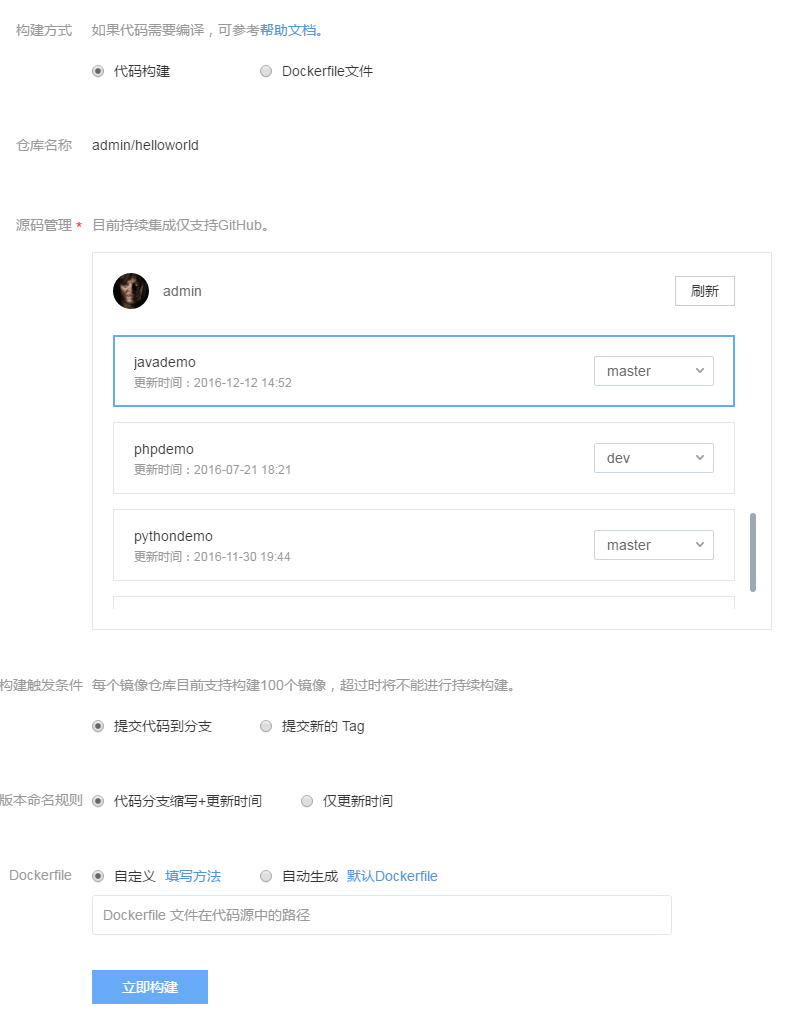 构建方式 如果代码需要编译，可参考帮助文档。
代码构建 Dockerfile文件
仓库名称 admin/helloworld
源码管理 * 目前持续集成仅支持GitHub。
admin 刷新
javademo
更新时间：2016-12-12 14:52
master
phpdemo
更新时间：2016-07-21 18:21
dev
pythondemo
更新时间：2016-11-30 19:44
master
构建触发条件 每个镜像仓库目前支持构建100个镜像，超过时将不能进行持续构建。
提交代码到分支 提交新的 Tag
版本命名规则 代码分支缩写+更新时间 仅更新时间
Dockerfile 自定义 填写方法 自动生成 默认Dockerfile
Dockerfile 文件在代码源中的路径
立即构建